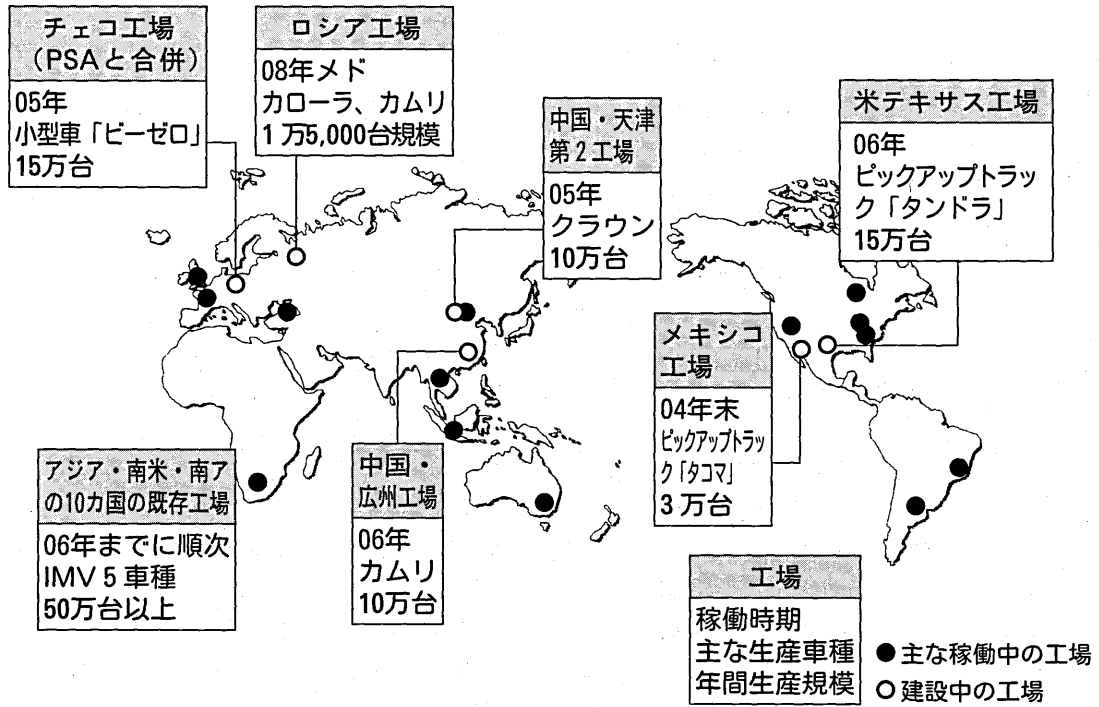 チェコ工場
（PSAと合併）
05年
小型車「ビーゼロ」
15万台
ロシア工場
08年メド
カローラ、カムリ
1万5,000台規模
中国・天津
第2工場
05年
クラウン
10万台
米テキサス工場
06年
ピックアップトラッ
ク「タンドラ」
15万台
メキシコ
工場
04年末
ピックアップトラッ
ク「タコマ」
3万台
アジア・南米・南ア
の10カ国の既存工場
06年までに順次
IMV5車種
50万台以上
中国・
広州工場
06年
カムリ
10万台
工場
稼働時期
主な生産車種
年間生産規模
●主な稼働中の工場
○建設中の工場